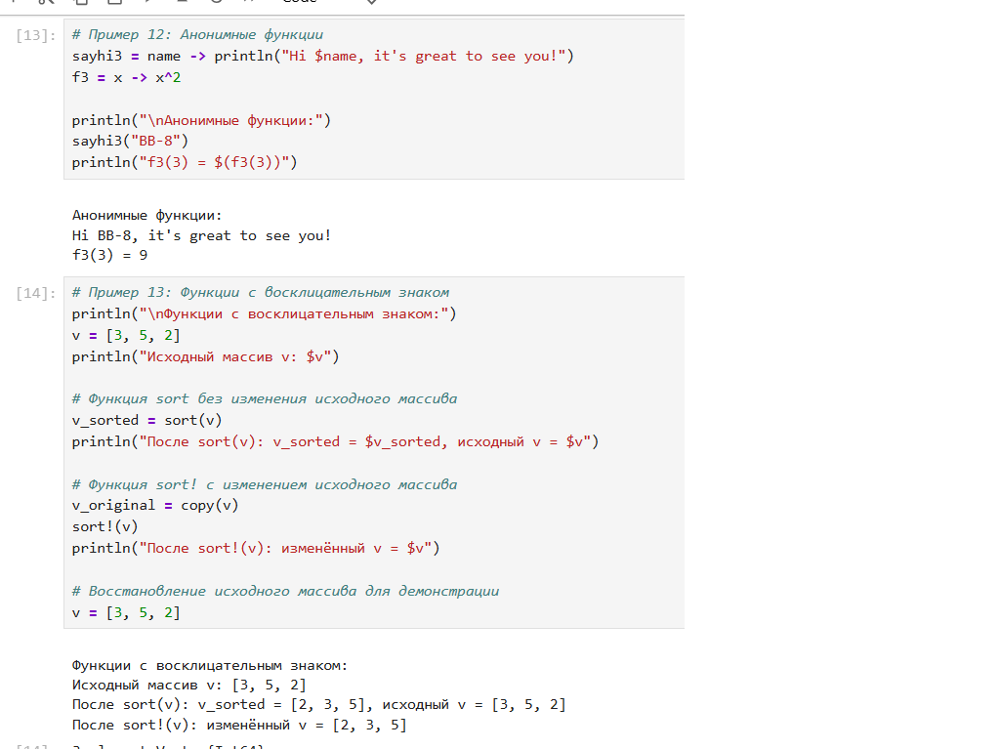 Code
[13]:
# Пример 12: Анонимные функции
sayhi3 = name -> println("Hi $name, it's great to see you!")
f3 = x -> x^2
println("\nАнонимные функции:")
sayhi3("BB-8")
println("f3(3) = $(f3(3))")
Анонимные функции:
Hi BB-8, it's great to see you!
f3(3) = 9
[14]:
# Пример 13: Функции с восклицательным знаком
println("\nФункции с восклицательным знаком:")
v = [3, 5, 2]
println("Исходный массив v: $v")
# Функция sort без изменения исходного массива
v_sorted = sort(v)
println("После sort(v): v_sorted = $v_sorted, исходный v = $v")
# Функция sort! с изменением исходного массива
v_original = copy(v)
sort!(v)
println("После sort!(v): изменённый v = $v")
# Восстановление исходного массива для демонстрации
v = [3, 5, 2]
Функции с восклицательным знаком:
Исходный массив v: [3, 5, 2]
После sort(v): v_sorted = [2, 3, 5], исходный v = [3, 5, 2]
После sort!(v): изменённый v = [2, 3, 5]